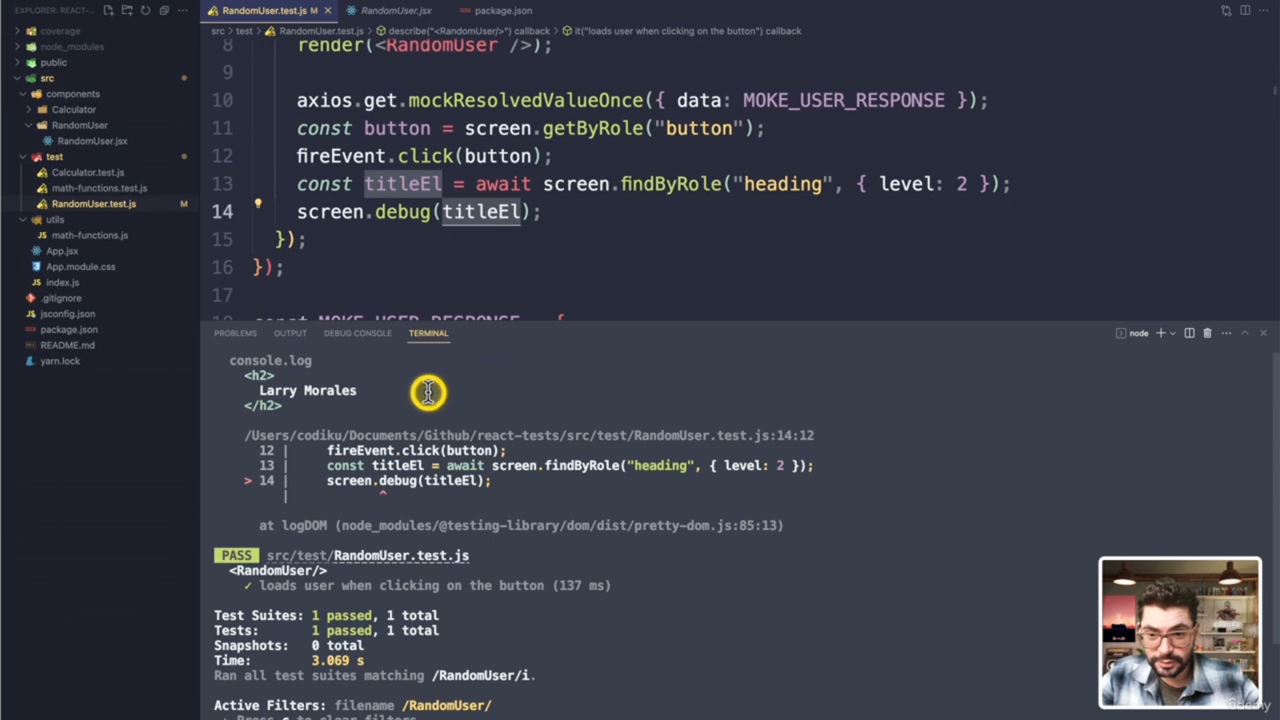 EXPLORER: REACT-...
coverage
node_modules
public
src
components
Calculator
RandomUser
RandomUser.jsx
test
Calculator.test.js
math-functions.test.js
RandomUser.test.js M
utils
math-functions.js
App.jsx
App.module.css
index.js
.gitignore
jsconfig.json
package.json
README.md
yarn.lock
RandomUser.test.js M
RandomUser.jsx
package.json
src > test > RandomUser.test.js > describe("<RandomUser/>") callback > it("loads user when clicking on the button") callback
8 render(<RandomUser />);
9
10 axios.get.mockResolvedValueOnce({ data: MOKE_USER_RESPONSE });
11 const button = screen.getByRole("button");
12 fireEvent.click(button);
13 const titleEl = await screen.findByRole("heading", { level: 2 });
14 screen.debug(titleEl);
15 });
16 });
17
const MOKE_USER_RESPONSE = {
PROBLEMS OUTPUT DEBUG CONSOLE TERMINAL
node
console.log
<h2>
Larry Morales
</h2>
/Users/codiku/Documents/Github/react-tests/src/test/RandomUser.test.js:14:12
12 | fireEvent.click(button);
13 | const titleEl = await screen.findByRole("heading", { level: 2 });
> 14 | screen.debug(titleEl);
| ^
at logDOM (node_modules/@testing-library/dom/dist/pretty-dom.js:85:13)
PASS src/test/RandomUser.test.js
<RandomUser/>
✓ loads user when clicking on the button (137 ms)
Test Suites: 1 passed, 1 total
Tests: 1 passed, 1 total
Snapshots: 0 total
Time: 3.069 s
Ran all test suites matching /RandomUser/i.
Active Filters: filename /RandomUser/
› Press c to clear filters